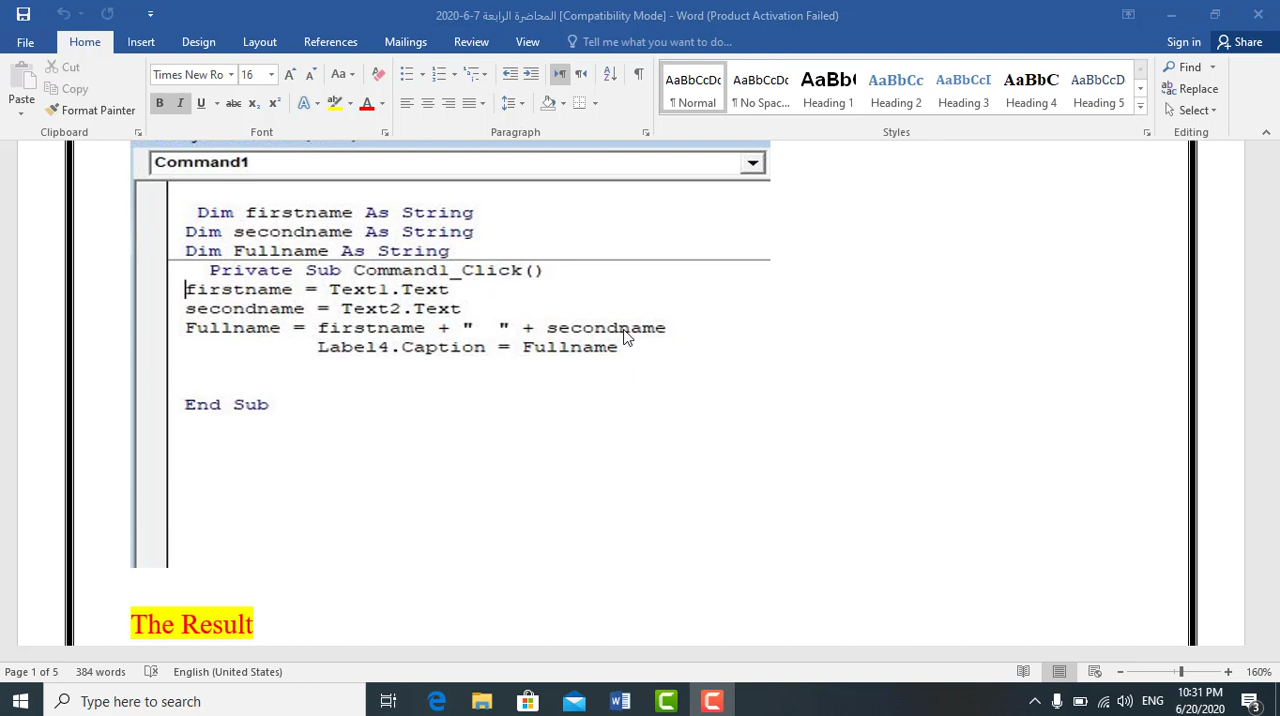 المحاضرة الرابعة 7-6-2020 [Compatibility Mode] - Word (Product Activation Failed)
File Home Insert Design Layout References Mailings Review View Tell me what you want to do... Sign in Share
Paste
Cut
Copy
Format Painter
Clipboard
Times New Ro 16
Font
Paragraph
AaBbCcDc AaBbCcDc AaBb( AaBbCc AaBbCcD AaBbC AaBbCcD
¶ Normal ¶ No Spac... Heading 1 Heading 2 Heading 3 Heading 4 Heading 5
Styles
Find
Replace
Select
Editing
Command1
Dim firstname As String
Dim secondname As String
Dim Fullname As String
Private Sub Command1_Click()
firstname = Text1.Text
secondname = Text2.Text
Fullname = firstname + "  " + secondname
Label4.Caption = Fullname
End Sub
The Result
Page 1 of 5 384 words English (United States) 160%
Type here to search
ENG
10:31 PM
6/20/2020
3